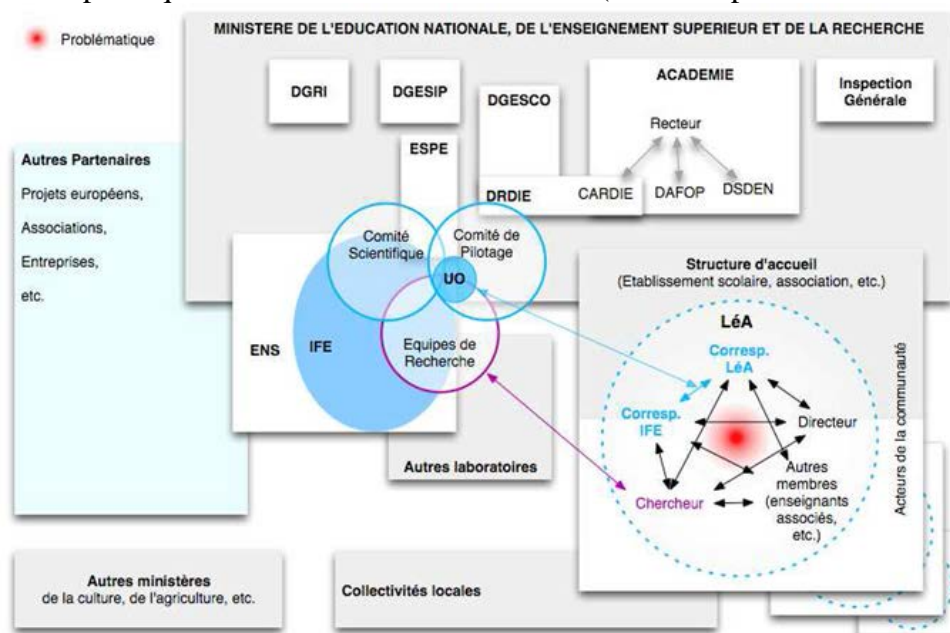 Problématique
MINISTERE DE L'EDUCATION NATIONALE, DE L'ENSEIGNEMENT SUPERIEUR ET DE LA RECHERCHE
DGRI
DGESIP
DGESCO
ACADEMIE
Recteur
Inspection
Générale
ESPE
DRDIE
CARDIE
DAFOP
DSDEN
Autres Partenaires
Projets européens,
Associations,
Entreprises,
etc.
Comité
Scientifique
Comité de
Pilotage
UO
ENS
IFE
Equipes de
Recherche
Autres laboratoires
Structure d'accueil
(Etablissement scolaire, association, etc.)
LéA
Corresp.
LéA
Corresp.
IFE
Directeur
Chercheur
Autres
membres
(enseignants
associés,
etc.)
Acteurs de la communauté
Autres ministères
de la culture, de l'agriculture, etc.
Collectivités locales